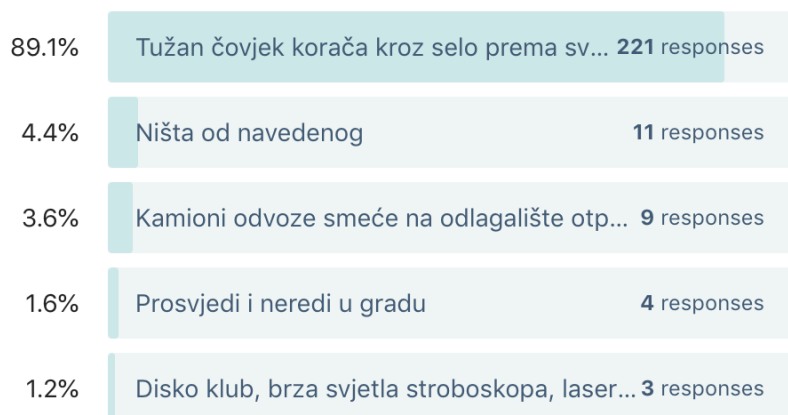 89.1% Tužan čovjek korača kroz selo prema sv... 221 responses
4.4% Ništa od navedenog 11 responses
3.6% Kamioni odvoze smeće na odlagalište otp... 9 responses
1.6% Prosvjedi i neredi u gradu 4 responses
1.2% Disko klub, brza svjetla stroboskopa, laser... 3 responses